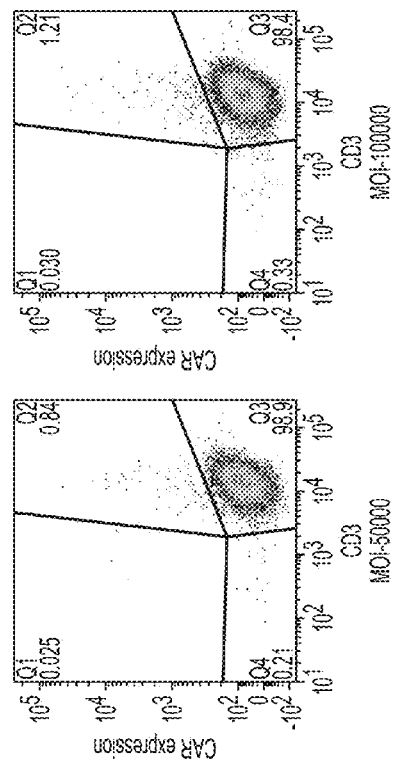 Q1
0.025
Q2
0.84
10^5
10^4
10^3
10^2
0
-10^2
CAR expression
Q4
0.21
Q3
98.9
10^1 10^2 10^3 10^4 10^5
CD3
MOI-50000
Q1
0.030
Q2
1.21
10^5
10^4
10^3
10^2
0
-10^2
CAR expression
Q4
0.33
Q3
98.4
10^1 10^2 10^3 10^4 10^5
CD3
MOI-100000